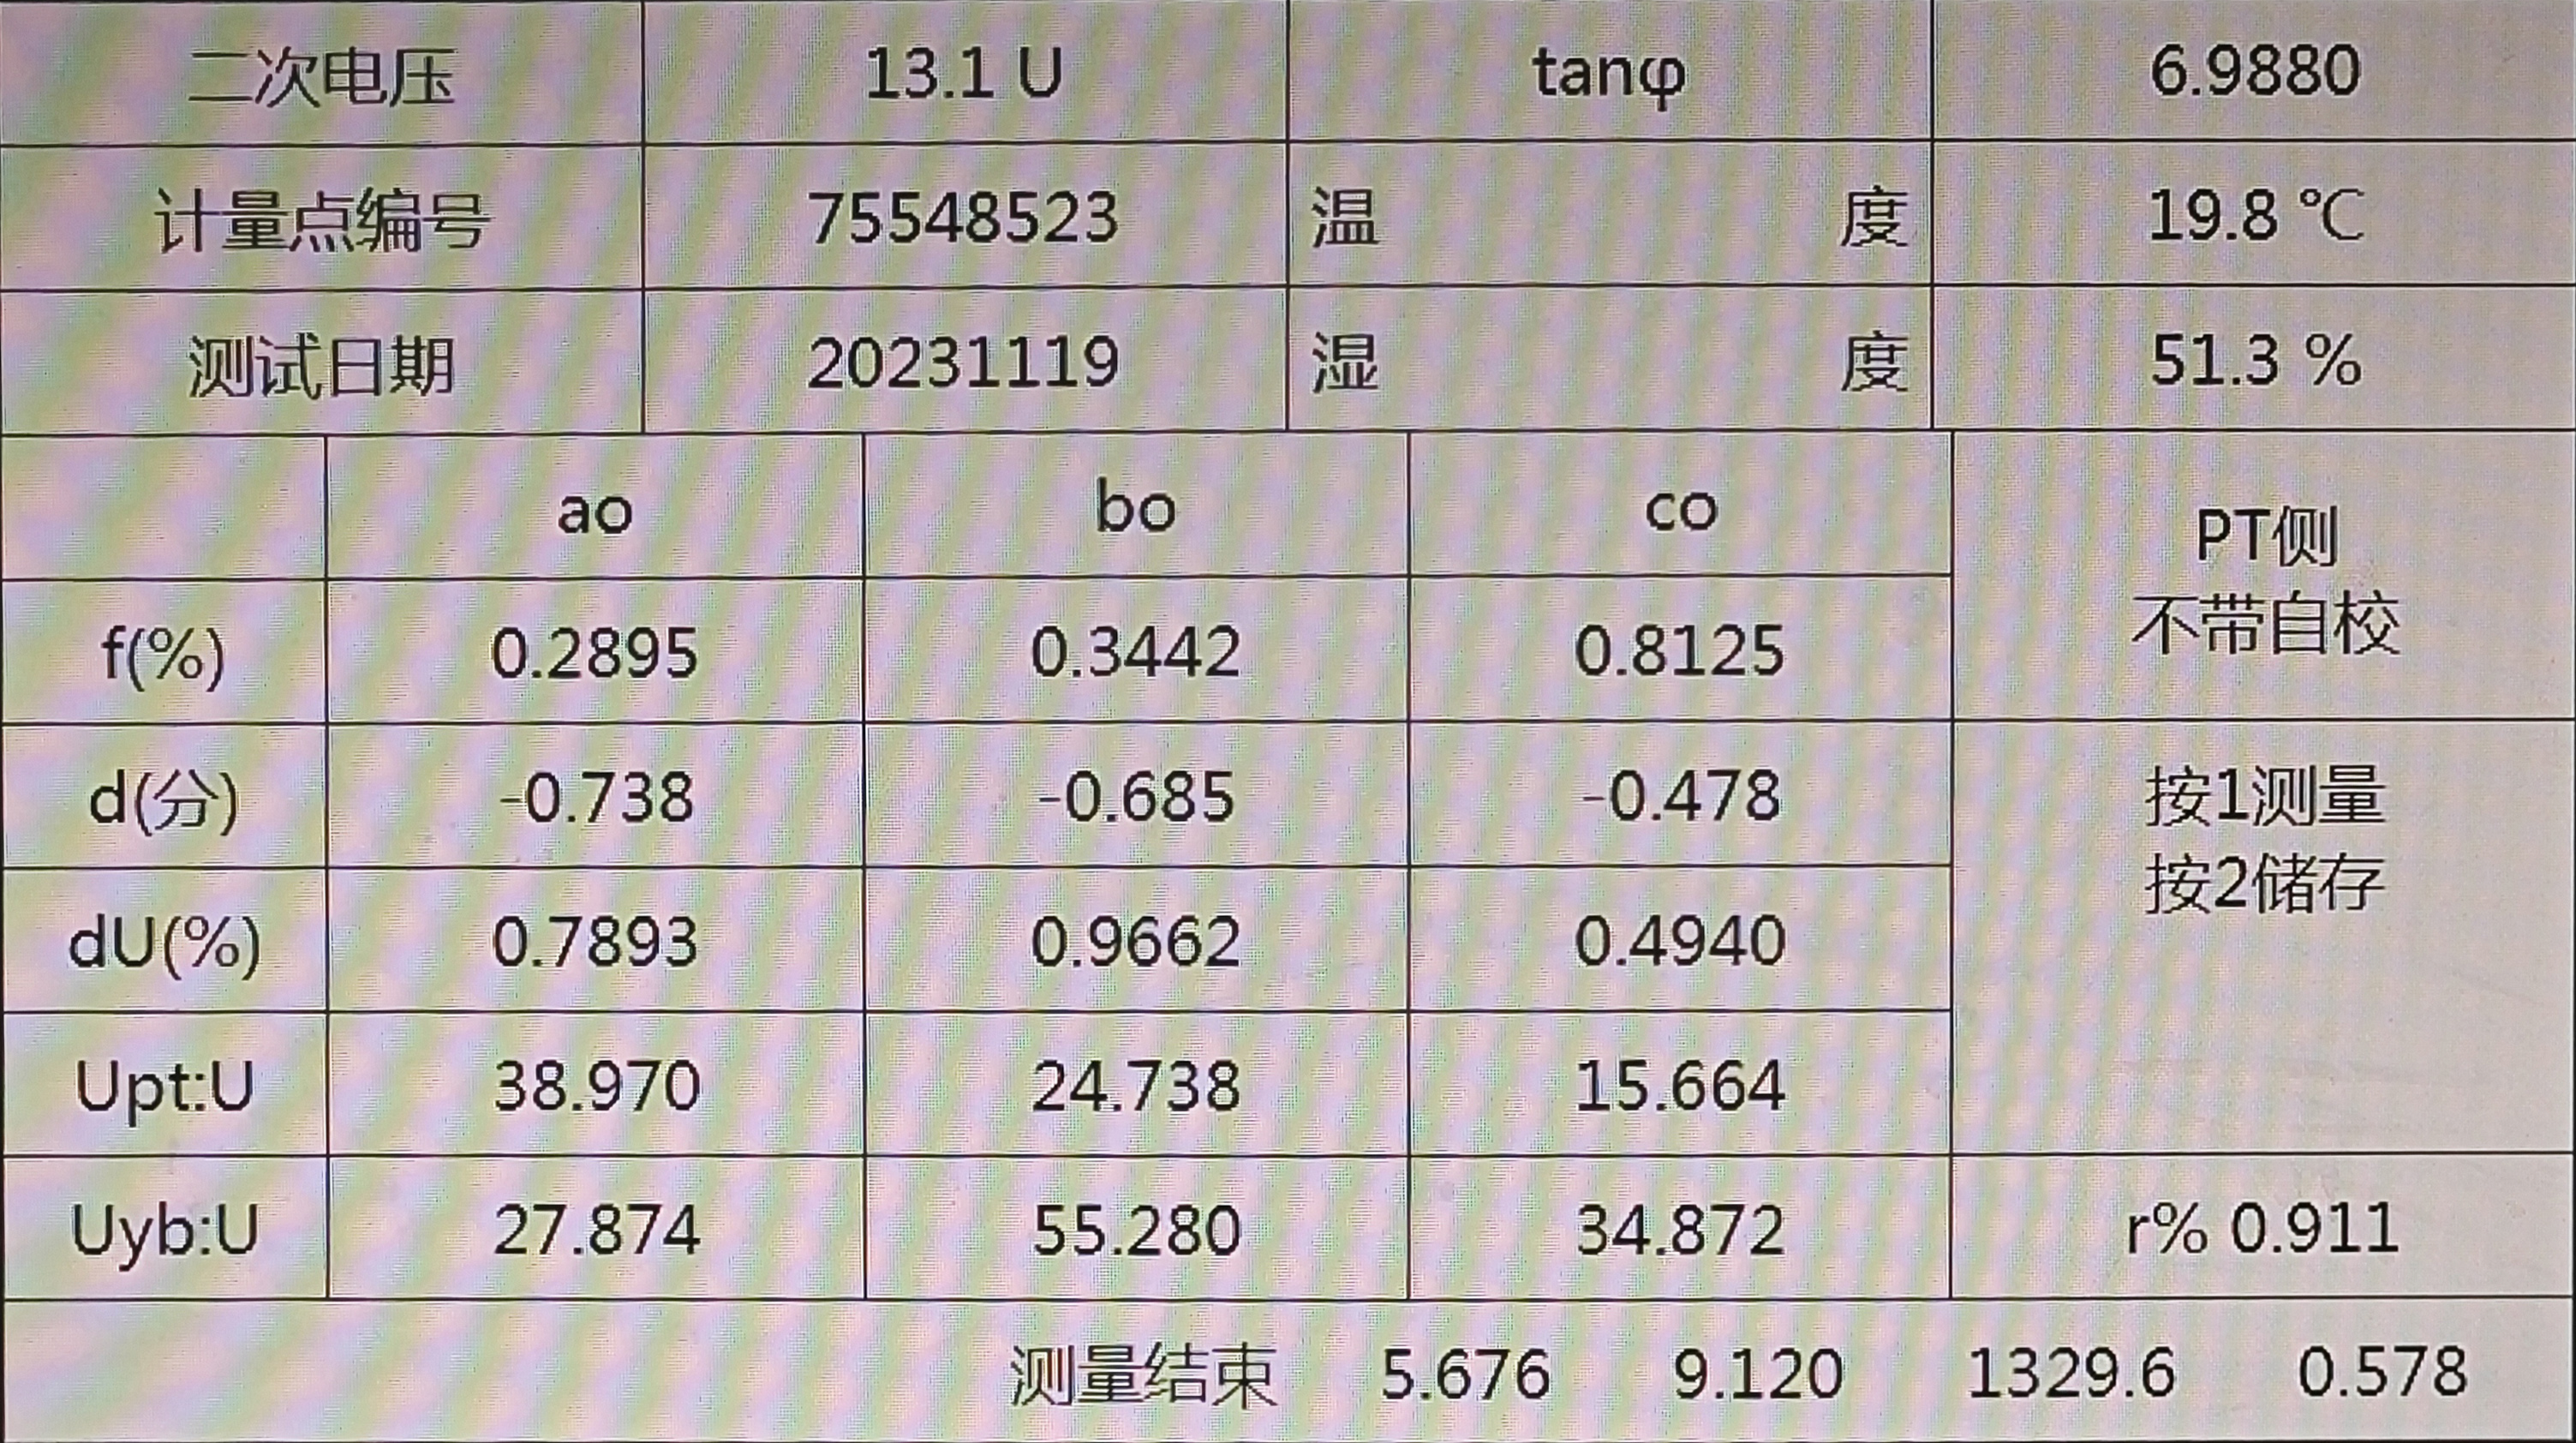 二次电压 13.1 U tanφ 6.9880
计量点编号 75548523 温 度 19.8 ℃
测试日期 20231119 湿 度 51.3 %
ao bo co
PT侧
不带自校
f(%) 0.2895 0.3442 0.8125
d(分) -0.738 -0.685 -0.478
按1测量
按2储存
dU(%) 0.7893 0.9662 0.4940
Upt:U 38.970 24.738 15.664
Uyb:U 27.874 55.280 34.872 r% 0.911
测量结束 5.676 9.120 1329.6 0.578